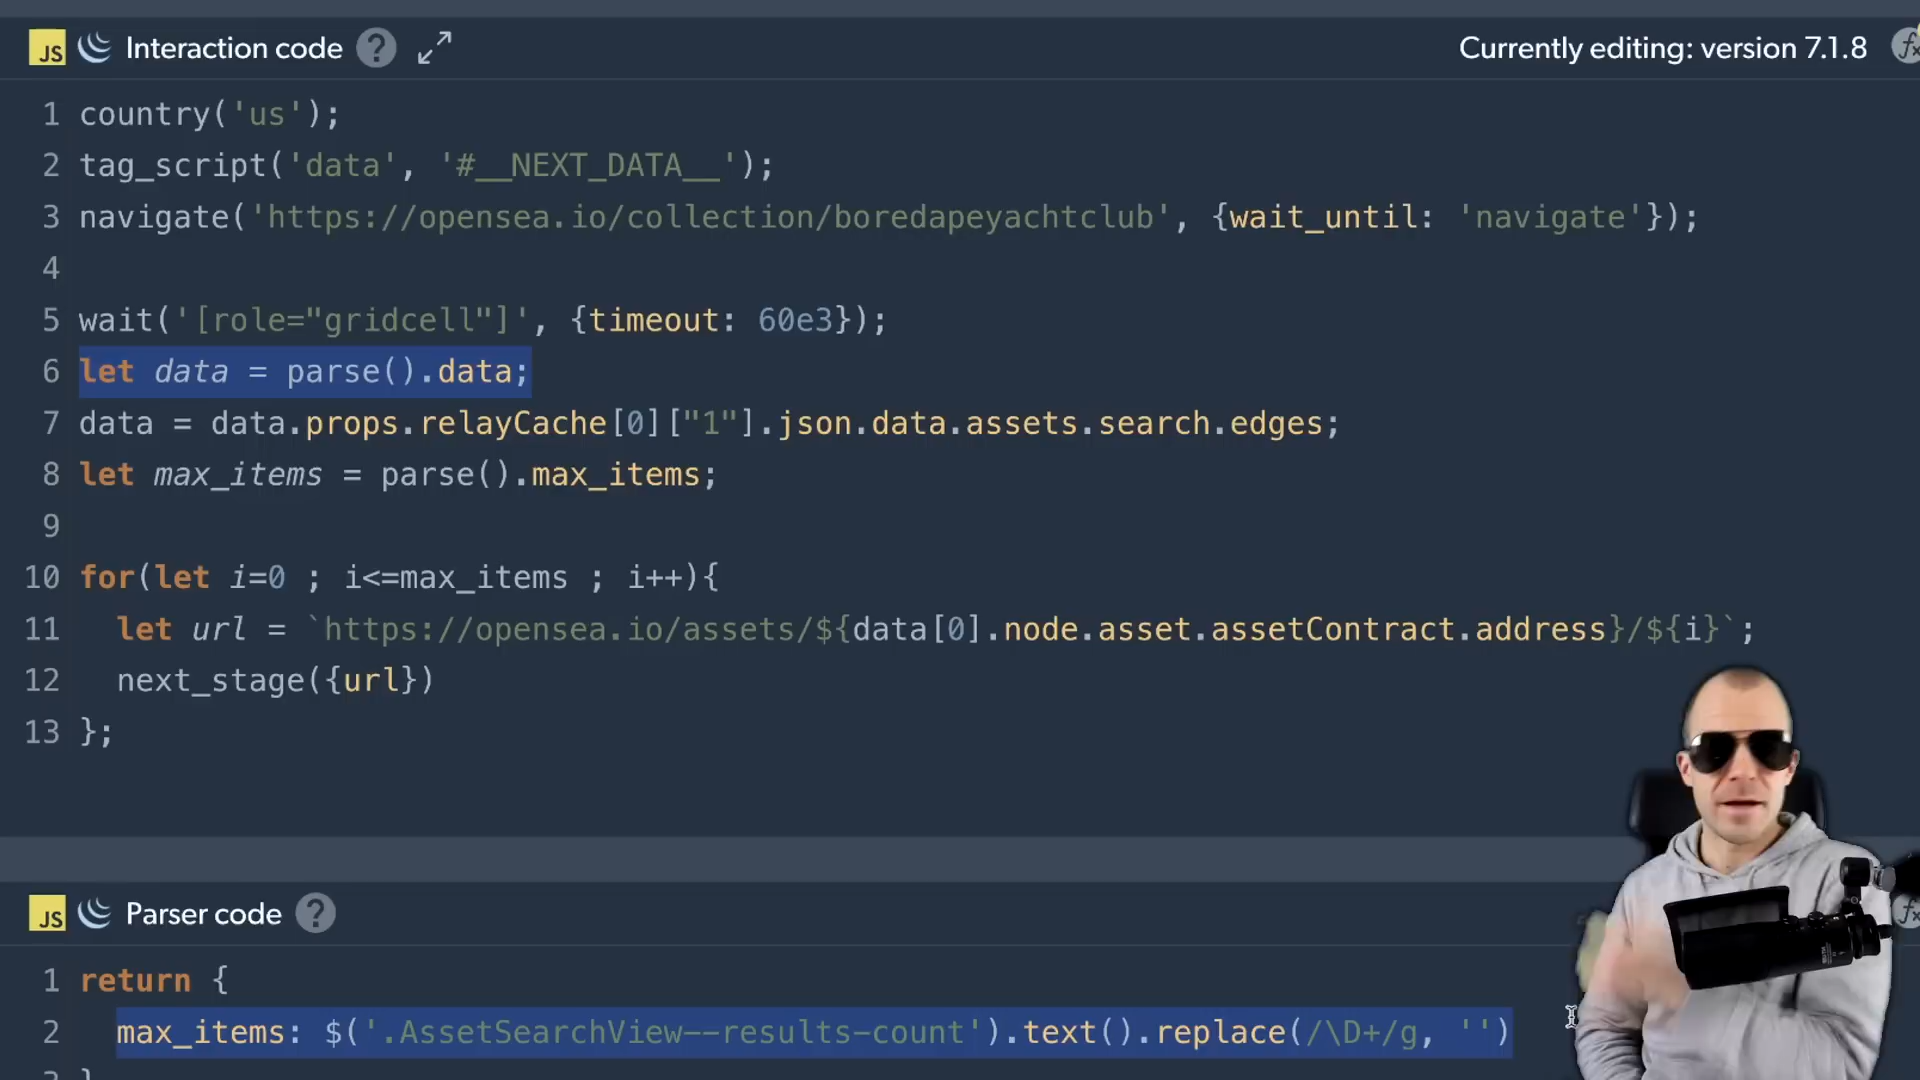 JS Interaction code ? Currently editing: version 7.1.8 fx
1 country('us');
2 tag_script('data', '#__NEXT_DATA__');
3 navigate('https://opensea.io/collection/boredapeyachtclub', {wait_until: 'navigate'});
4
5 wait('[role="gridcell"]', {timeout: 60e3});
6 let data = parse().data;
7 data = data.props.relayCache[0]["1"].json.data.assets.search.edges;
8 let max_items = parse().max_items;
9
10 for(let i=0 ; i<=max_items ; i++){
11   let url = `https://opensea.io/assets/${data[0].node.asset.assetContract.address}/${i}`;
12   next_stage({url})
13 };
JS Parser code ? fx
1 return {
2   max_items: $('.AssetSearchView--results-count').text().replace(/\D+/g, '')
3 }